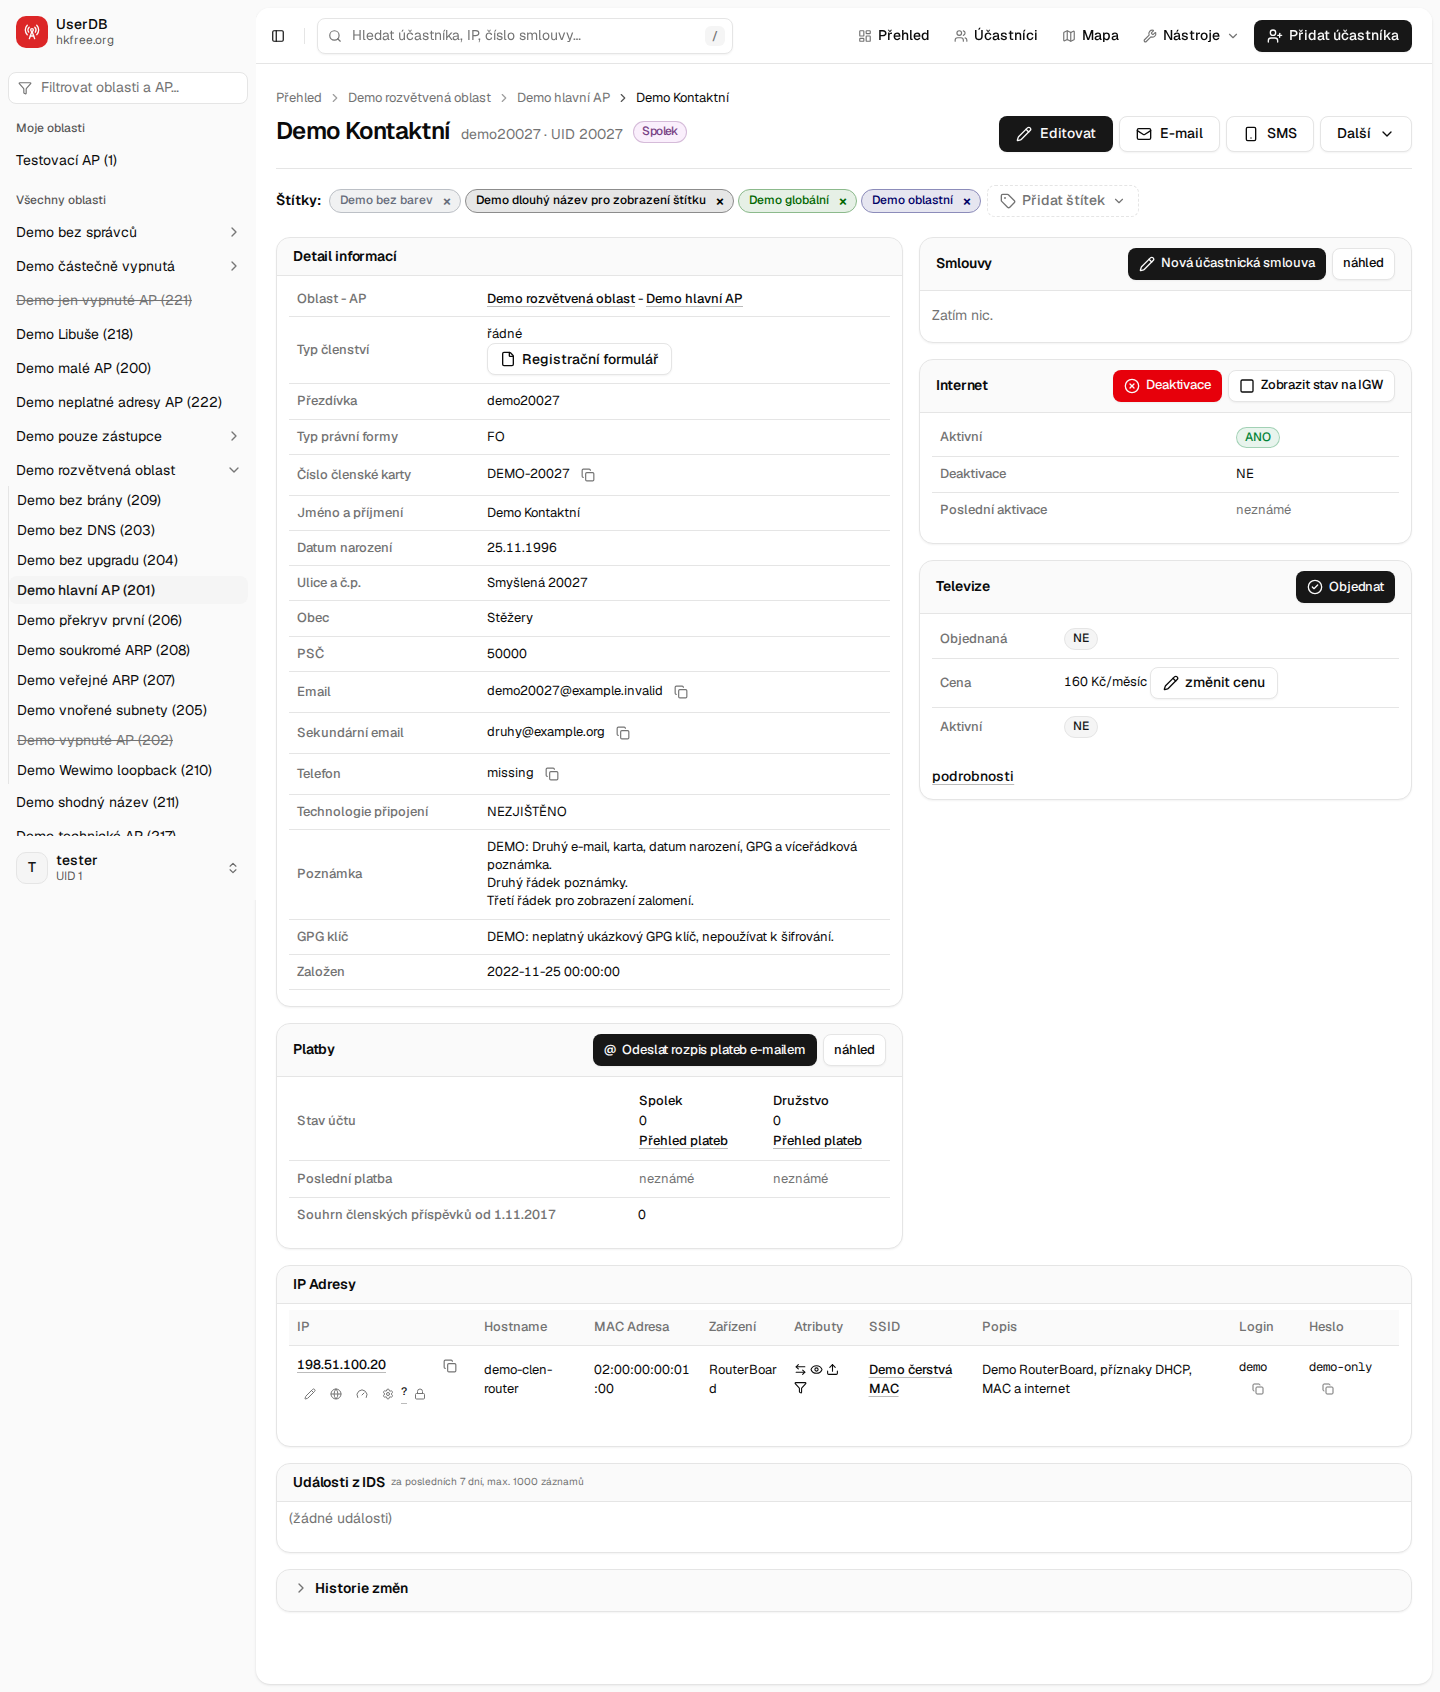 UserDB
hkfree.org
Filtrovat oblasti a AP...
Moje oblasti
Testovací AP (1)
Všechny oblasti
Demo bez správců
Demo částečně vypnutá
Demo jen vypnuté AP (221)
Demo Libuše (218)
Demo malé AP (200)
Demo neplatné adresy AP (222)
Demo pouze zástupce
Demo rozvětvená oblast
Demo bez brány (209)
Demo bez DNS (203)
Demo bez upgradu (204)
Demo hlavní AP (201)
Demo překryv první (206)
Demo soukromé ARP (208)
Demo veřejné ARP (207)
Demo vnořené subnety (205)
Demo vypnuté AP (202)
Demo Wewimo loopback (210)
Demo shodný název (211)
Demo technické AP (217)
T
tester
UID 1
Hledat účastníka, IP, číslo smlouvy... /
Přehled Účastníci Mapa Nástroje Přidat účastníka
Přehled Demo rozvětvená oblast Demo hlavní AP Demo Kontaktní
Demo Kontaktní demo20027 · UID 20027 Spolek
Editovat E-mail SMS Další
Štítky: Demo bez barev × Demo dlouhý název pro zobrazení štítku × Demo globální × Demo oblastní × Přidat štítek
Detail informací
Oblast - AP Demo rozvětvená oblast - Demo hlavní AP
Typ členství řádné
Registrační formulář
Přezdívka demo20027
Typ právní formy FO
Číslo členské karty DEMO-20027
Jméno a příjmení Demo Kontaktní
Datum narození 25.11.1996
Ulice a č.p. Smyšlená 20027
Obec Stěžery
PSČ 50000
Email demo20027@example.invalid
Sekundární email druhy@example.org
Telefon missing
Technologie připojení NEZJIŠTĚNO
Poznámka DEMO: Druhý e-mail, karta, datum narození, GPG a víceřádková
poznámka.
Druhý řádek poznámky.
Třetí řádek pro zobrazení zalomení.
GPG klíč DEMO: neplatný ukázkový GPG klíč, nepoužívat k šifrování.
Založen 2022-11-25 00:00:00
Smlouvy Nová účastnická smlouva náhled
Zatím nic.
Internet Deaktivace Zobrazit stav na IGW
Aktivní ANO
Deaktivace NE
Poslední aktivace neznámé
Televize Objednat
Objednaná NE
Cena 160 Kč/měsíc změnit cenu
Aktivní NE
podrobnosti
Platby @ Odeslat rozpis plateb e-mailem náhled
Spolek Družstvo
Stav účtu 0 0
Přehled plateb Přehled plateb
Poslední platba neznámé neznámé
Souhrn členských příspěvků od 1.11.2017 0
IP Adresy
IP Hostname MAC Adresa Zařízení Atributy SSID Popis Login Heslo
198.51.100.20 demo-clen- 02:00:00:00:01 RouterBoar Demo čerstvá Demo RouterBoard, příznaky DHCP, demo demo-only
? router :00 d MAC MAC a internet
Události z IDS za posledních 7 dní, max. 1000 záznamů
(žádné události)
Historie změn